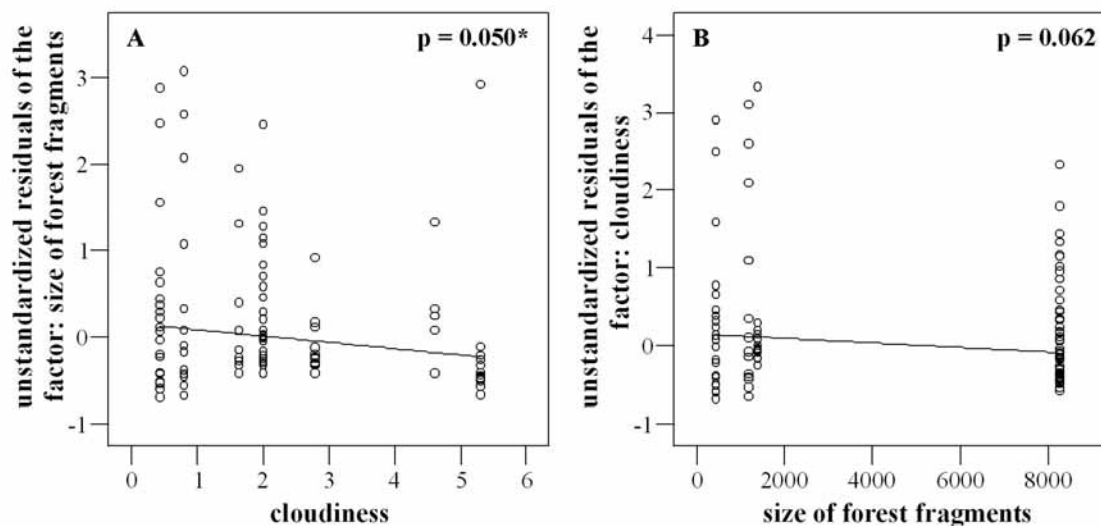 unstandardized residuals of the
factor: size of forest fragments
A
p = 0.050*
3
2
1
0
-1
0 1 2 3 4 5 6
cloudiness
unstandardized residuals of the
factor: cloudiness
B
p = 0.062
4
3
2
1
0
-1
0 2000 4000 6000 8000
size of forest fragments